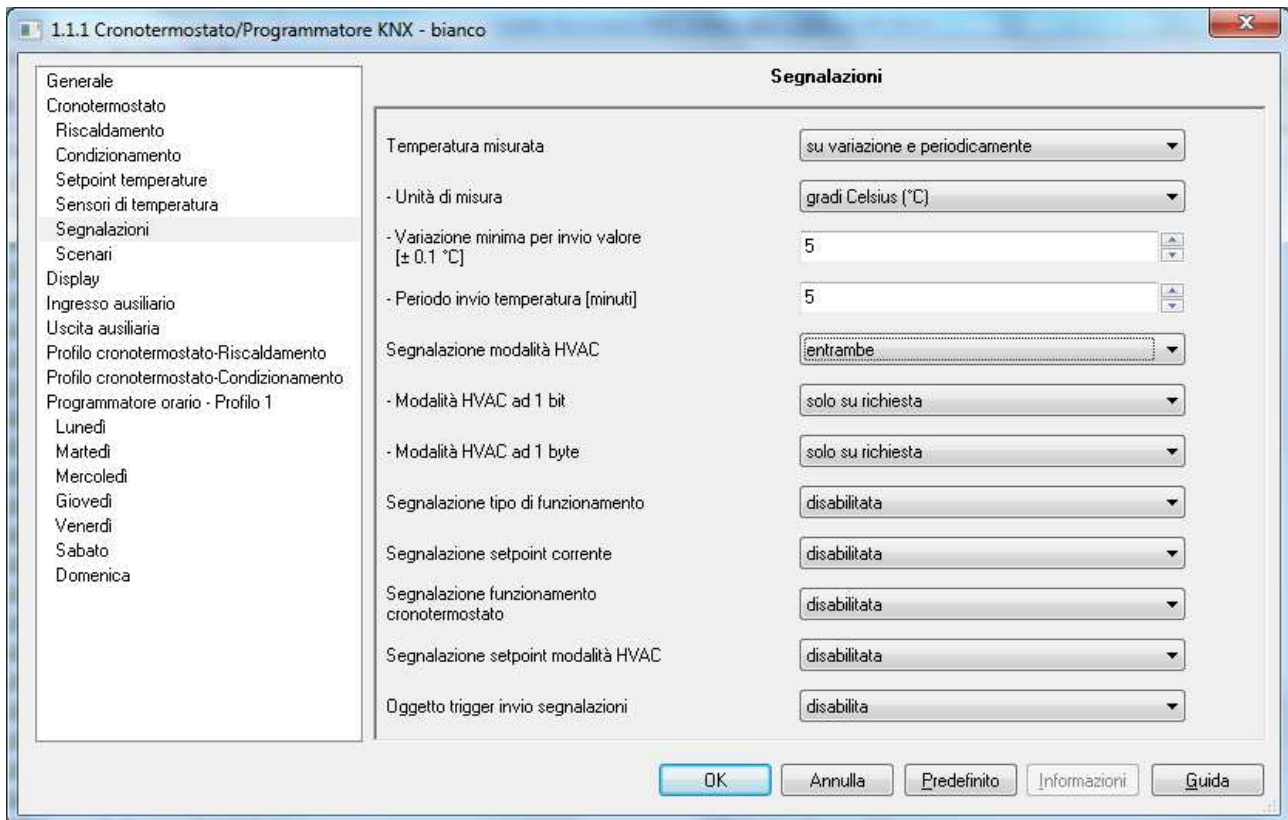 1.1.1 Cronotermostato/Programmatore KNX - bianco
Generale
Cronotermostato
Riscaldamento
Condizionamento
Setpoint temperature
Sensori di temperatura
Segnalazioni
Scenari
Display
Ingresso ausiliario
Uscita ausiliaria
Profilo cronotermostato-Riscaldamento
Profilo cronotermostato-Condizionamento
Programmatore orario - Profilo 1
Lunedì
Martedì
Mercoledì
Giovedì
Venerdì
Sabato
Domenica
Segnalazioni
Temperatura misurata su variazione e periodicamente
- Unità di misura gradi Celsius (°C)
- Variazione minima per invio valore
[± 0.1 °C] 5
- Periodo invio temperatura [minuti] 5
Segnalazione modalità HVAC entrambe
- Modalità HVAC ad 1 bit solo su richiesta
- Modalità HVAC ad 1 byte solo su richiesta
Segnalazione tipo di funzionamento disabilitata
Segnalazione setpoint corrente disabilitata
Segnalazione funzionamento
cronotermostato disabilitata
Segnalazione setpoint modalità HVAC disabilitata
Oggetto trigger invio segnalazioni disabilita
OK Annulla Predefinito Informazioni Guida